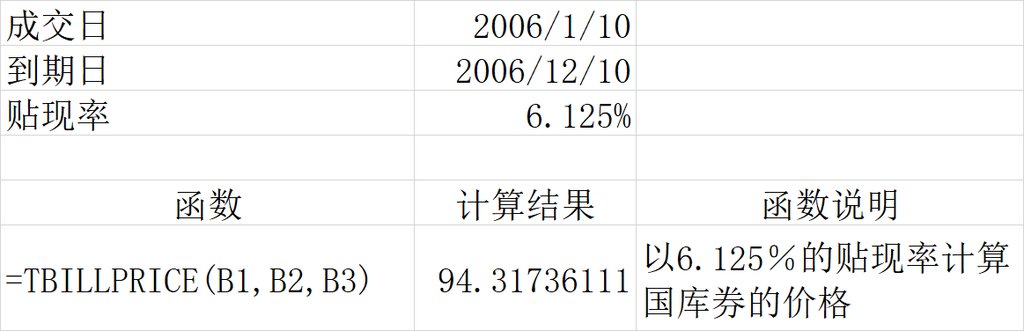 成交日 2006/1/10
到期日 2006/12/10
贴现率 6.125%
函数 计算结果 函数说明
=TBILLPRICE(B1,B2,B3) 94.31736111 以6.125%的贴现率计算
国库券的价格